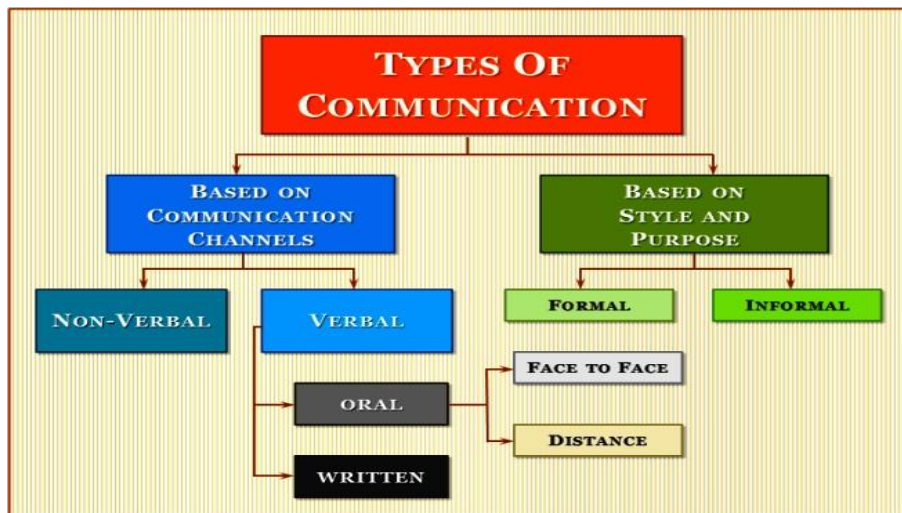 TYPES OF
COMMUNICATION
BASED ON
COMMUNICATION
CHANNELS
BASED ON
STYLE AND
PURPOSE
NON-VERBAL
VERBAL
FORMAL
INFORMAL
FACE TO FACE
ORAL
DISTANCE
WRITTEN